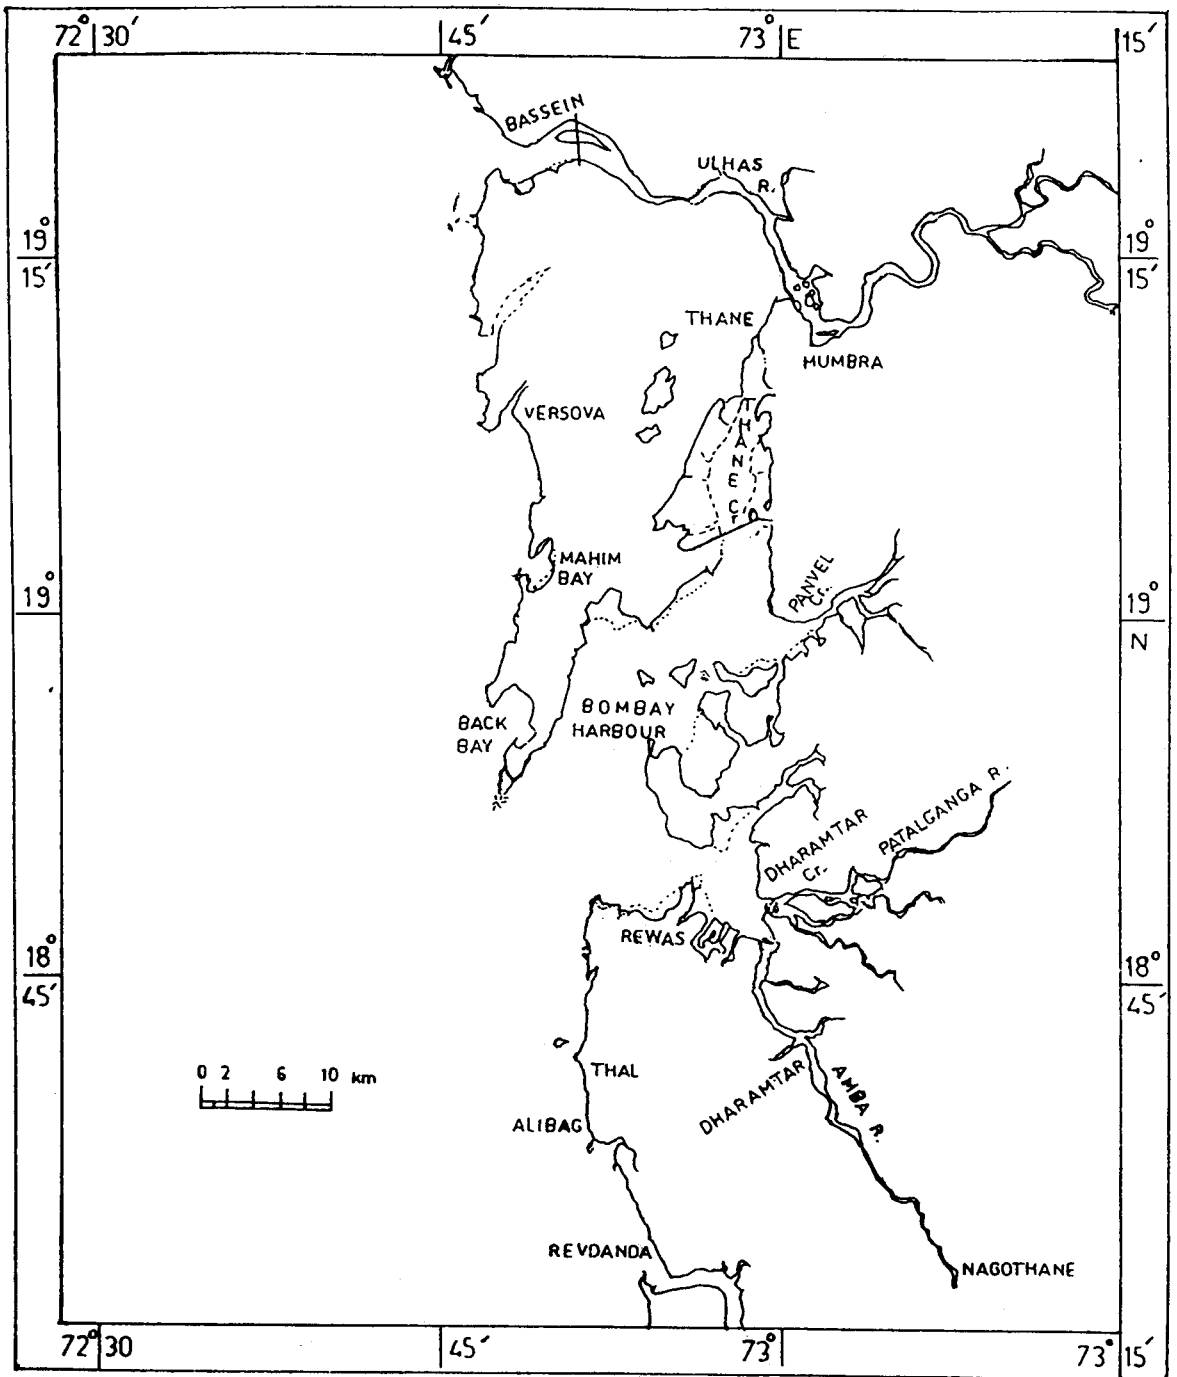 72° 30′ 45′ 73° E 15′
BASSEIN
ULHAS
R.
19° 19°
15′ 15′
THANE
MUMBRA
VERSOVA
THANE Cr
MAHIM
BAY
PANVEL
Cr.
19° 19°
N
BACK
BAY
BOMBAY
HARBOUR
PATALGANGA R.
DHARAMTAR
Cr.
REWAS
18° 18°
45′ 45′
0 2 6 10 km
THAL
DHARAMTAR
AMBA R.
ALIBAG
REVDANDA
NAGOTHANE
72° 30 45′ 73° 73° 15′